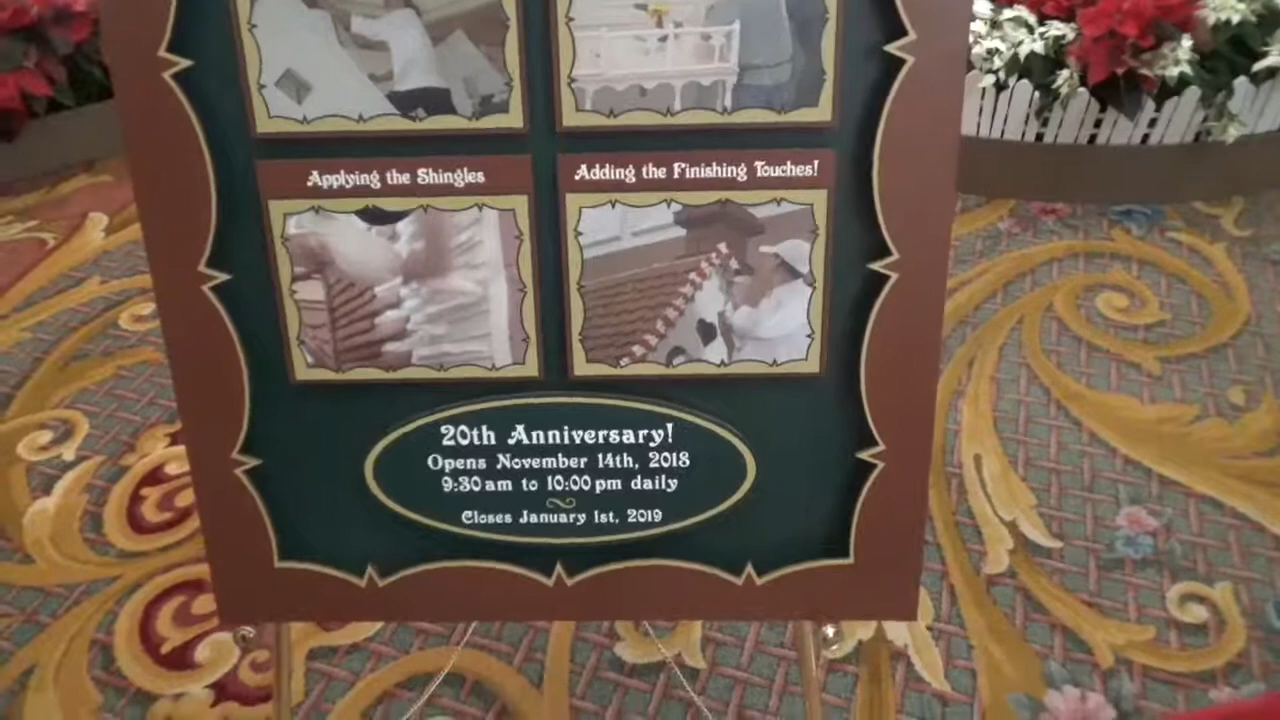 Applying the Shingles
Adding the Finishing Touches!
20th Anniversary!
Opens November 14th, 2018
9:30 am to 10:00 pm daily
Closes January 1st, 2019